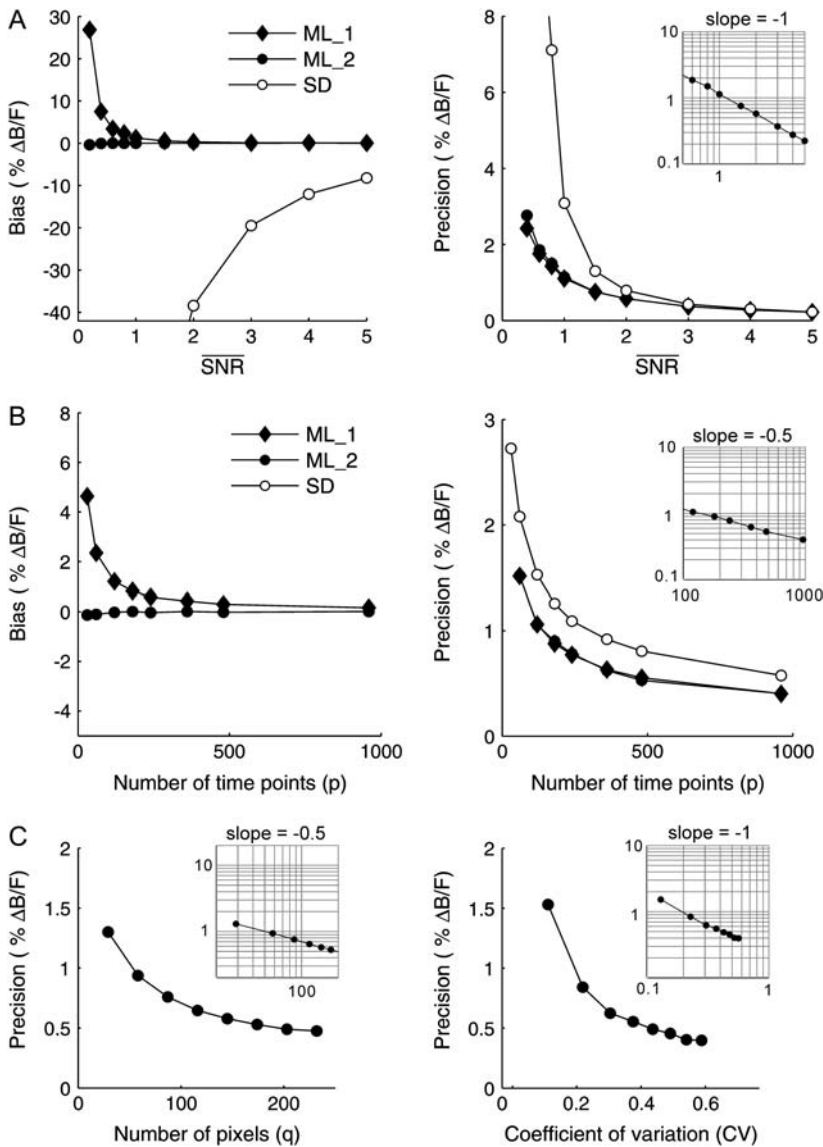 A
ML_1
ML_2
SD
30
20
10
0
-10
-20
-30
-40
Bias ( % ΔB/F)
0 1 2 3 4 5
SNR
8
6
4
2
0
Precision ( % ΔB/F)
0 1 2 3 4 5
SNR
slope = -1
10
1
0.1
1
B
ML_1
ML_2
SD
8
6
4
2
0
-2
-4
Bias ( % ΔB/F)
0 500 1000
Number of time points (p)
3
2
1
0
Precision ( % ΔB/F)
0 500 1000
Number of time points (p)
slope = -0.5
10
1
0.1
100 1000
C
2
1.5
1
0.5
0
Precision ( % ΔB/F)
0 100 200
Number of pixels (q)
slope = -0.5
10
1
100
2
1.5
1
0.5
0
Precision ( % ΔB/F)
0 0.2 0.4 0.6
Coefficient of variation (CV)
slope = -1
10
1
0.1
0.1 1